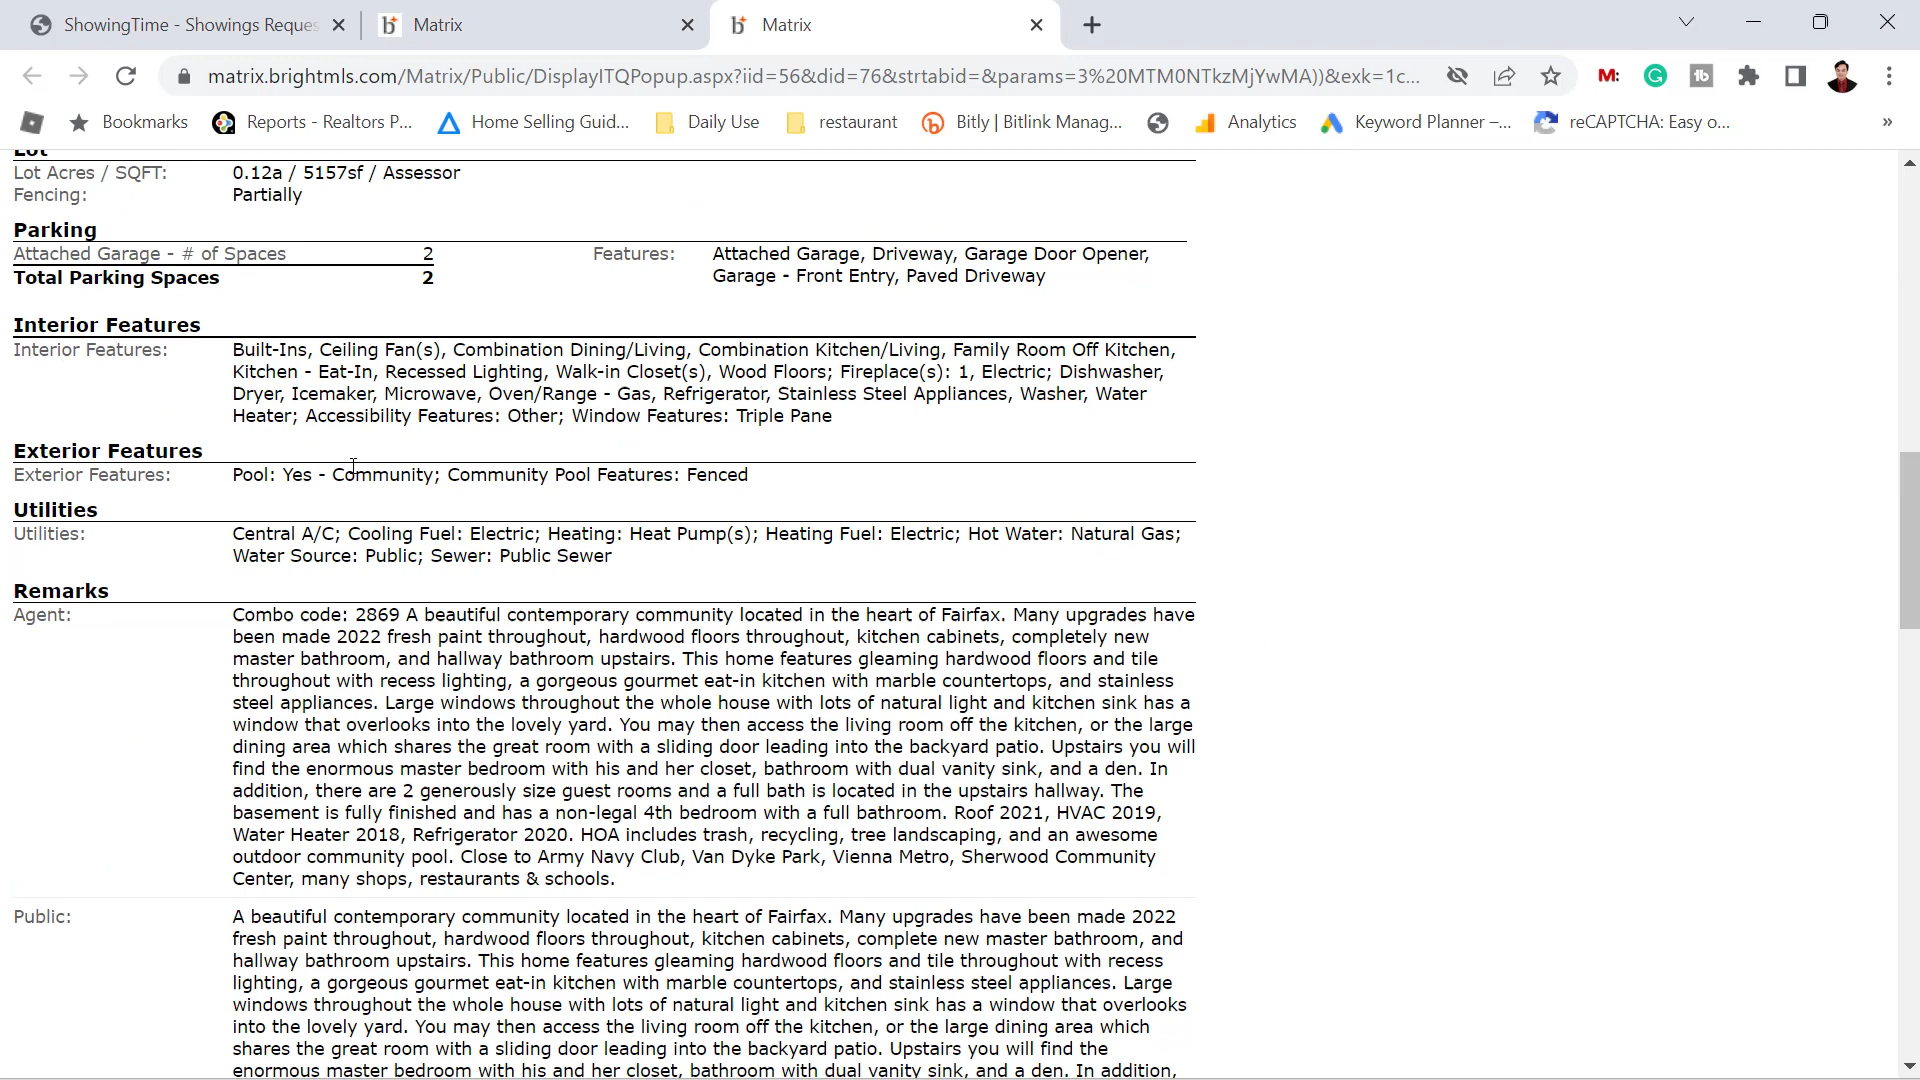 ShowingTime - Showings Reques
Matrix
Matrix
matrix.brightmls.com/Matrix/Public/DisplayITQPopup.aspx?iid=56&did=76&strtabid=&params=3%20MTM0NTkzMjYwMA))&exk=1c...
M:
Bookmarks
Reports - Realtors P...
Home Selling Guid...
Daily Use
restaurant
Bitly | Bitlink Manag...
Analytics
Keyword Planner –...
reCAPTCHA: Easy o...
»
Lot
Lot Acres / SQFT: 0.12a / 5157sf / Assessor
Fencing: Partially
Parking
Attached Garage - # of Spaces 2 Features: Attached Garage, Driveway, Garage Door Opener,
Total Parking Spaces 2 Garage - Front Entry, Paved Driveway
Interior Features
Interior Features: Built-Ins, Ceiling Fan(s), Combination Dining/Living, Combination Kitchen/Living, Family Room Off Kitchen,
Kitchen - Eat-In, Recessed Lighting, Walk-in Closet(s), Wood Floors; Fireplace(s): 1, Electric; Dishwasher,
Dryer, Icemaker, Microwave, Oven/Range - Gas, Refrigerator, Stainless Steel Appliances, Washer, Water
Heater; Accessibility Features: Other; Window Features: Triple Pane
Exterior Features
Exterior Features: Pool: Yes - Community; Community Pool Features: Fenced
Utilities
Utilities: Central A/C; Cooling Fuel: Electric; Heating: Heat Pump(s); Heating Fuel: Electric; Hot Water: Natural Gas;
Water Source: Public; Sewer: Public Sewer
Remarks
Agent: Combo code: 2869 A beautiful contemporary community located in the heart of Fairfax. Many upgrades have
been made 2022 fresh paint throughout, hardwood floors throughout, kitchen cabinets, completely new
master bathroom, and hallway bathroom upstairs. This home features gleaming hardwood floors and tile
throughout with recess lighting, a gorgeous gourmet eat-in kitchen with marble countertops, and stainless
steel appliances. Large windows throughout the whole house with lots of natural light and kitchen sink has a
window that overlooks into the lovely yard. You may then access the living room off the kitchen, or the large
dining area which shares the great room with a sliding door leading into the backyard patio. Upstairs you will
find the enormous master bedroom with his and her closet, bathroom with dual vanity sink, and a den. In
addition, there are 2 generously size guest rooms and a full bath is located in the upstairs hallway. The
basement is fully finished and has a non-legal 4th bedroom with a full bathroom. Roof 2021, HVAC 2019,
Water Heater 2018, Refrigerator 2020. HOA includes trash, recycling, tree landscaping, and an awesome
outdoor community pool. Close to Army Navy Club, Van Dyke Park, Vienna Metro, Sherwood Community
Center, many shops, restaurants & schools.
Public: A beautiful contemporary community located in the heart of Fairfax. Many upgrades have been made 2022
fresh paint throughout, hardwood floors throughout, kitchen cabinets, complete new master bathroom, and
hallway bathroom upstairs. This home features gleaming hardwood floors and tile throughout with recess
lighting, a gorgeous gourmet eat-in kitchen with marble countertops, and stainless steel appliances. Large
windows throughout the whole house with lots of natural light and kitchen sink has a window that overlooks
into the lovely yard. You may then access the living room off the kitchen, or the large dining area which
shares the great room with a sliding door leading into the backyard patio. Upstairs you will find the
enormous master bedroom with his and her closet, bathroom with dual vanity sink, and a den. In addition,